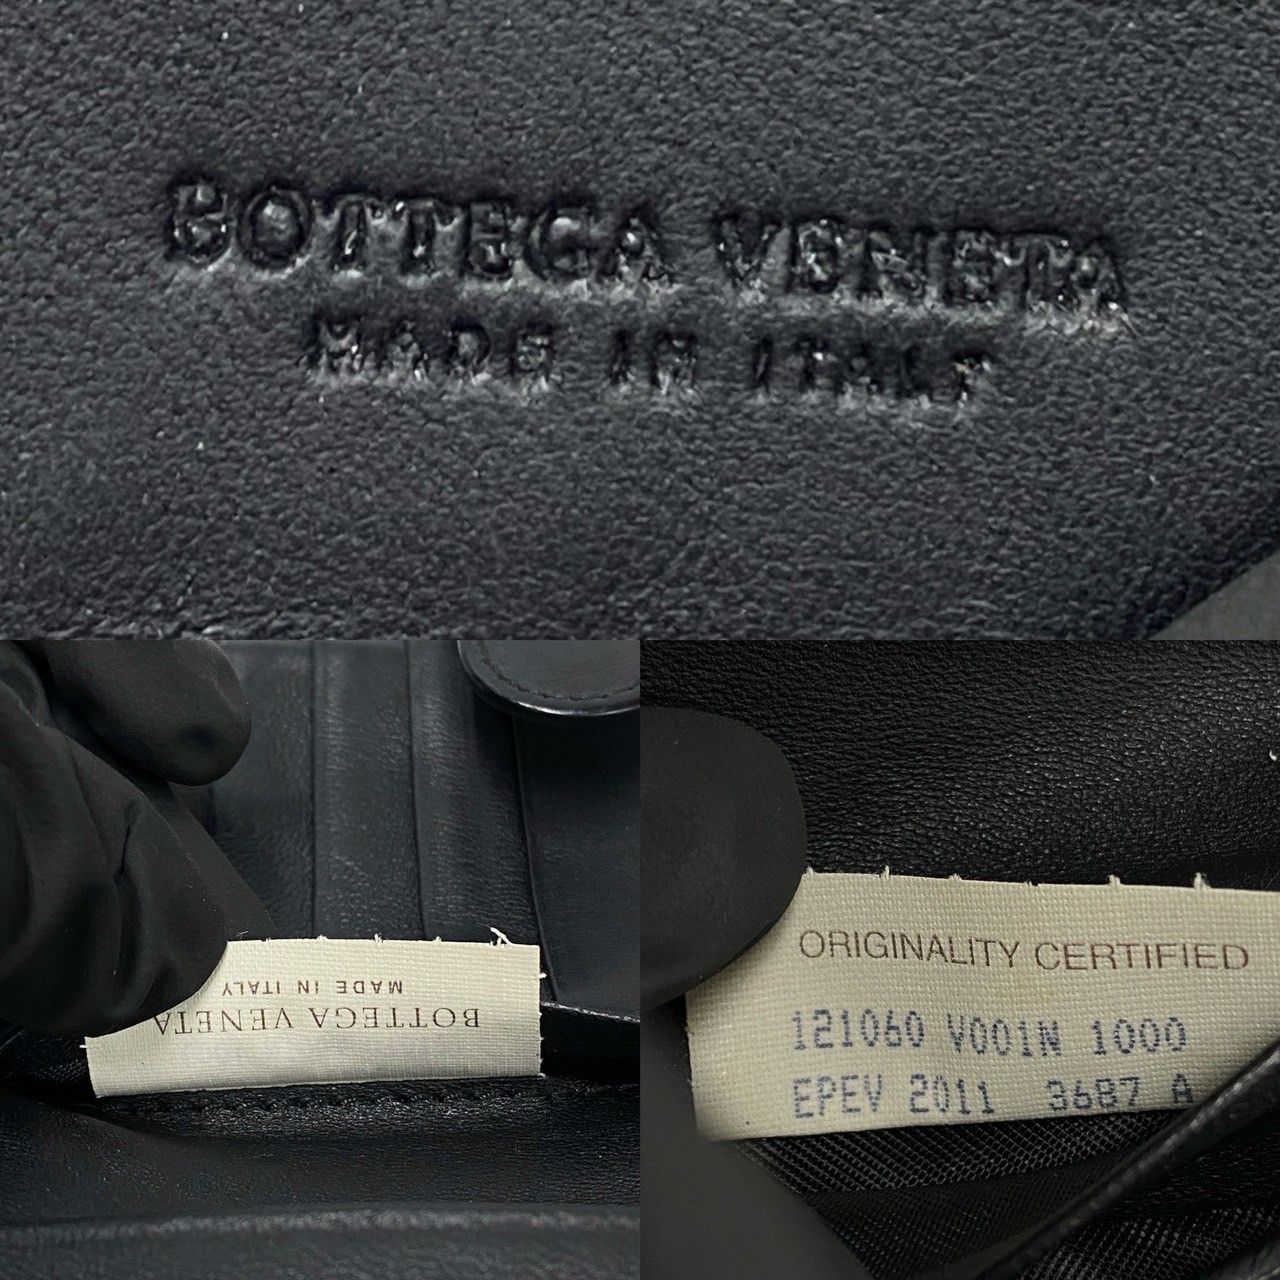 BOTTEGA VENETA
MADE IN ITALY
BOTTEGA VENETA
MADE IN ITALY
ORIGINALITY CERTIFIED
121060 V001N 1000
EPEV 2011 3687 A